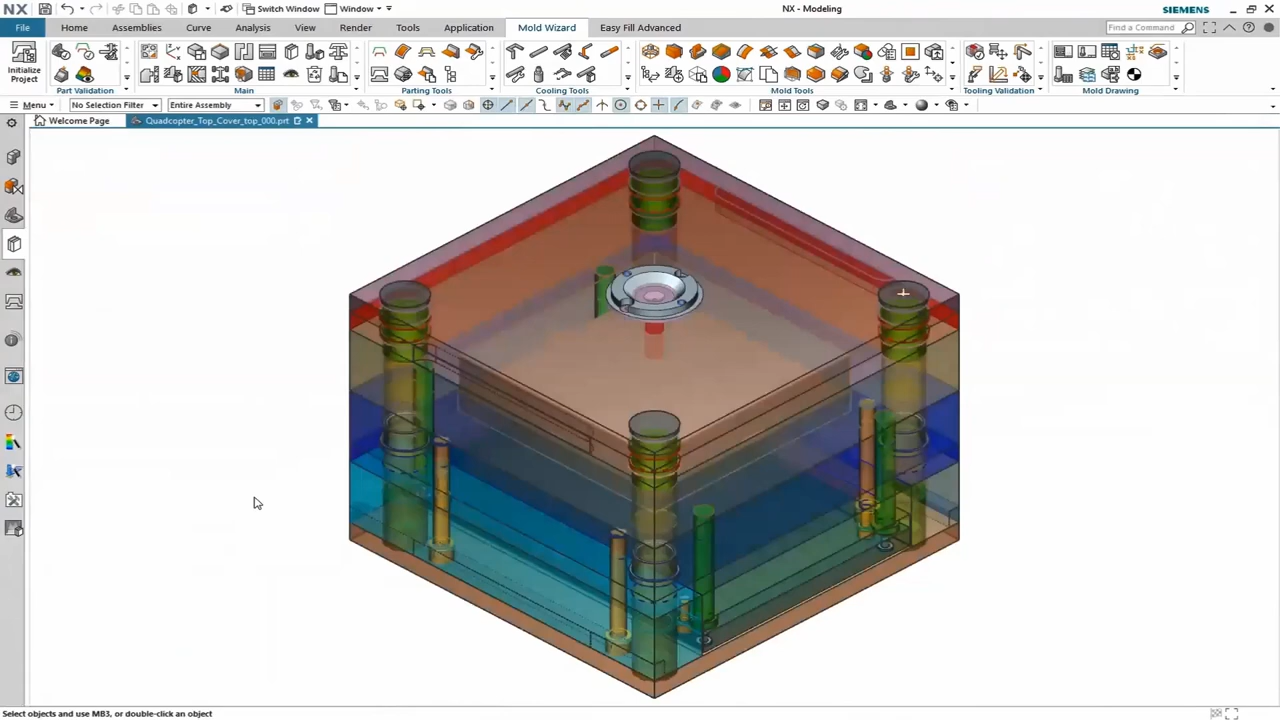 NX Switch Window Window NX - Modeling SIEMENS
File Home Assemblies Curve Analysis View Render Tools Application Mold Wizard Easy Fill Advanced Find a Command
Initialize Project
Part Validation Main Parting Tools Cooling Tools Mold Tools Tooling Validation Mold Drawing
Menu No Selection Filter Entire Assembly
Welcome Page Quadcopter_Top_Cover_top_000.prt
Select objects and use MB3, or double-click an object